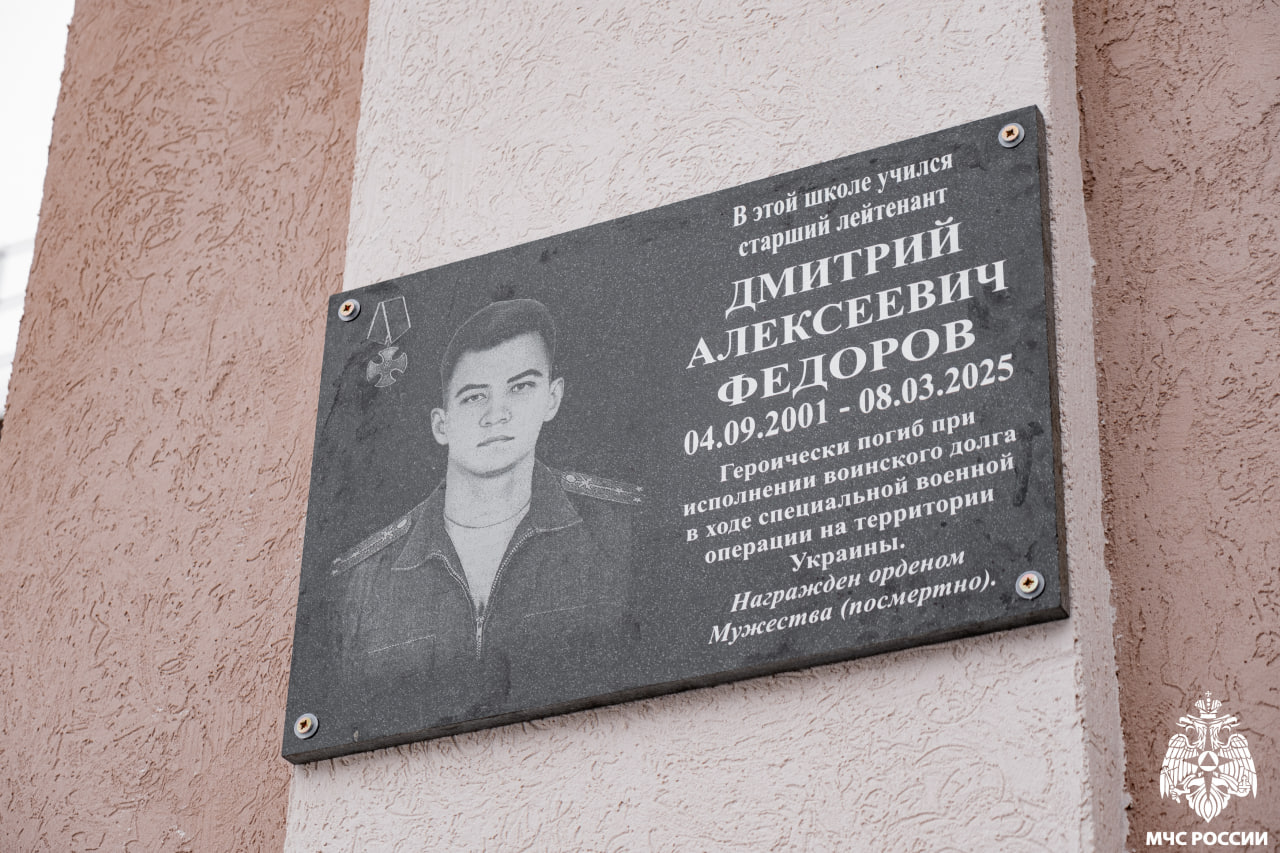 В этой школе учился
старший лейтенант
ДМИТРИЙ
АЛЕКСЕЕВИЧ
ФЕДОРОВ
04.09.2001 - 08.03.2025
Героически погиб при
исполнении воинского долга
в ходе специальной военной
операции на территории
Украины.
Награжден орденом
Мужества (посмертно).
МЧС РОССИИ